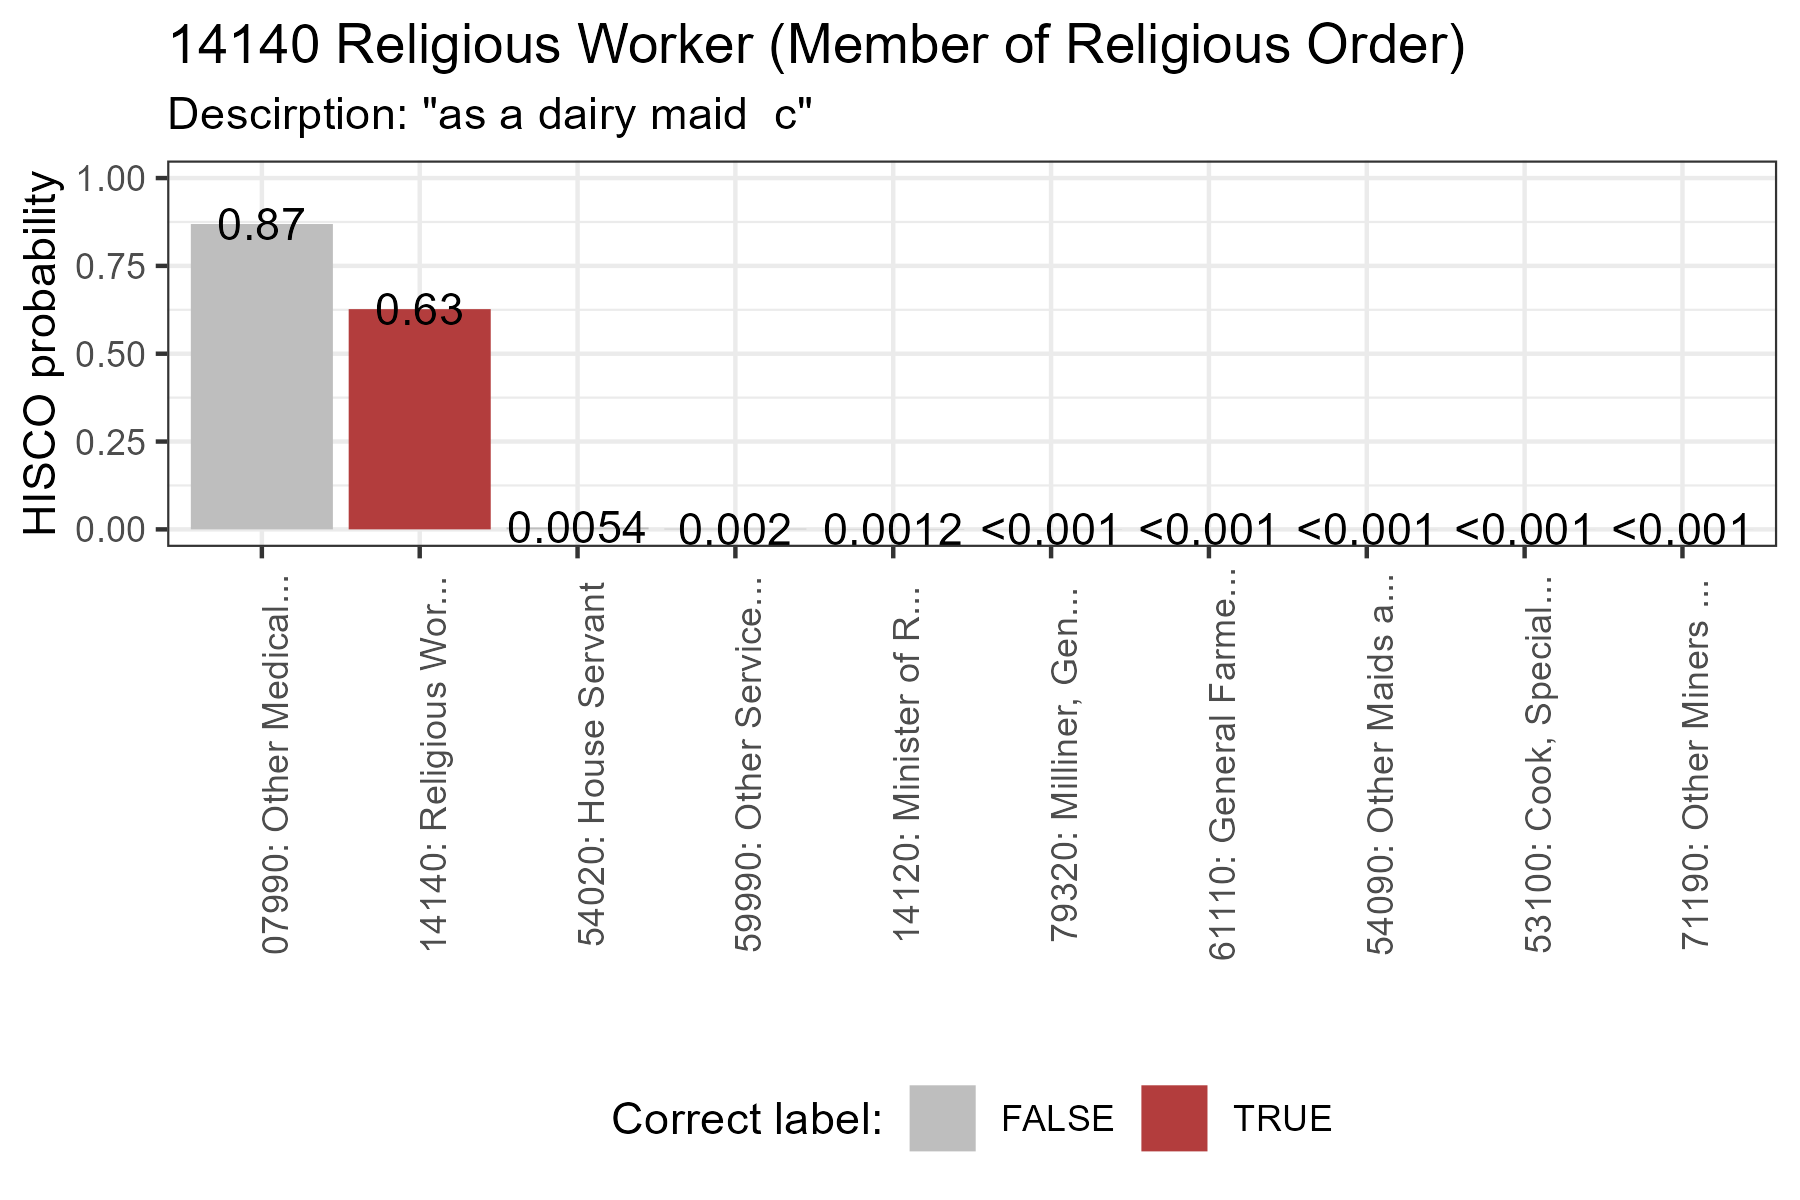 14140 Religious Worker (Member of Religious Order)
Descirption: "as a dairy maid  c"
HISCO probability
1.00
0.75
0.50
0.25
0.00
0.87
0.63
0.0054
0.002
0.0012
<0.001
<0.001
<0.001
<0.001
<0.001
07990: Other Medical...
14140: Religious Wor...
54020: House Servant
59990: Other Service...
14120: Minister of R...
79320: Milliner, Gen...
61110: General Farme...
54090: Other Maids a...
53100: Cook, Special...
71190: Other Miners ...
Correct label: FALSE TRUE